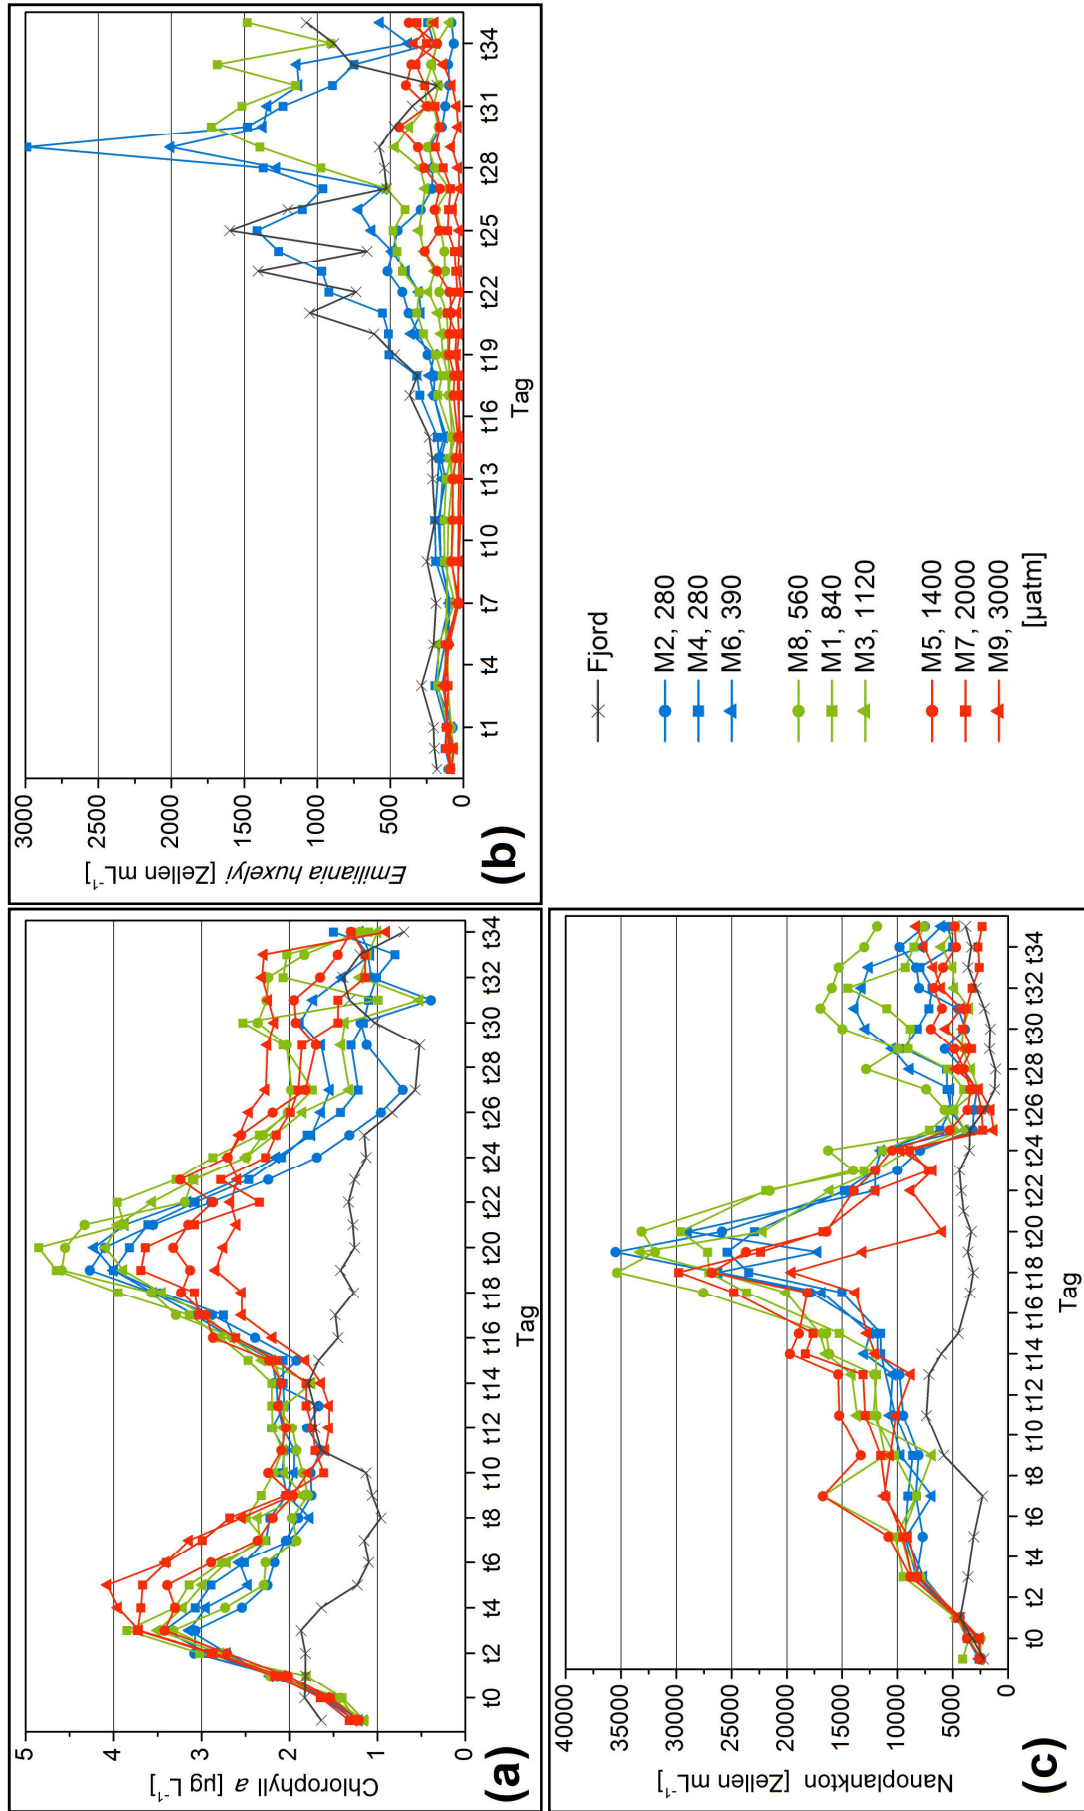 5
4
3
2
1
0
Chlorophyll a [µg L⁻¹]
t0
t2
t4
t6
t8
t10
t12
t14
t16
t18
t20
t22
t24
t26
t28
t30
t32
t34
Tag
(a)
3000
2500
2000
1500
1000
500
0
Emiliania huxelyi [Zellen mL⁻¹]
t1
t4
t7
t10
t13
t16
t19
t22
t25
t28
t31
t34
Tag
(b)
40000
35000
30000
25000
20000
15000
10000
5000
0
Nanoplankton [Zellen mL⁻¹]
t0
t2
t4
t6
t8
t10
t12
t14
t16
t18
t20
t22
t24
t26
t28
t30
t32
t34
Tag
(c)
Fjord
M2, 280
M4, 280
M6, 390
M8, 560
M1, 840
M3, 1120
M5, 1400
M7, 2000
M9, 3000
[µatm]